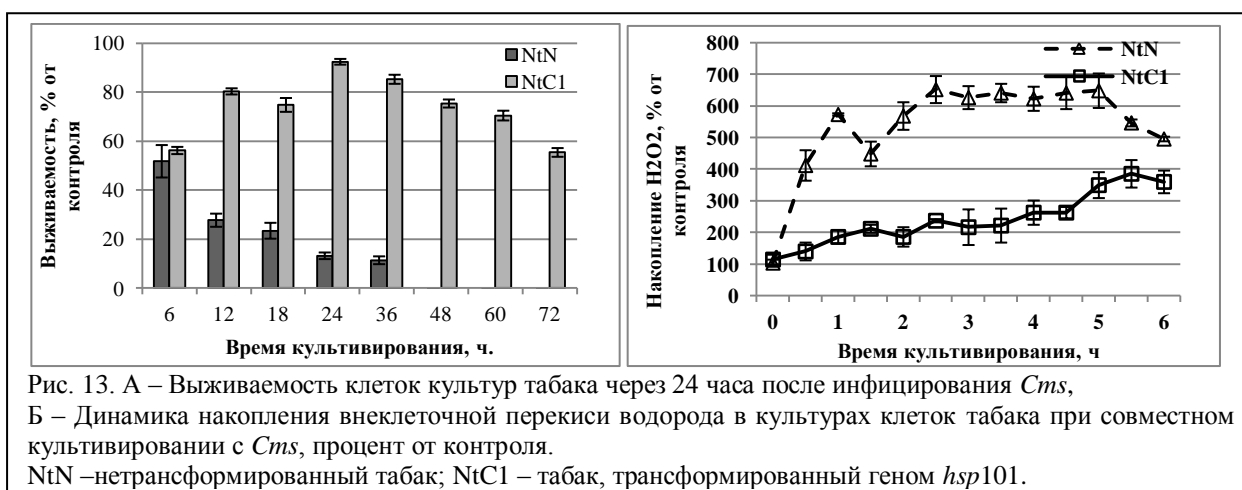 100
80
60
40
20
0
Выживаемость, % от
контроля
NtN
NtC1
6 12 18 24 36 48 60 72
Время культивирования, ч.
800
700
600
500
400
300
200
100
0
Накопление H2O2, % от
контроля
NtN
NtC1
0 1 2 3 4 5 6
Время культивирования, ч
Рис. 13. А – Выживаемость клеток культур табака через 24 часа после инфицирования Cms,
Б – Динамика накопления внеклеточной перекиси водорода в культурах клеток табака при совместном
культивировании с Cms, процент от контроля.
NtN –нетрансформированный табак; NtC1 – табак, трансформированный геном hsp101.